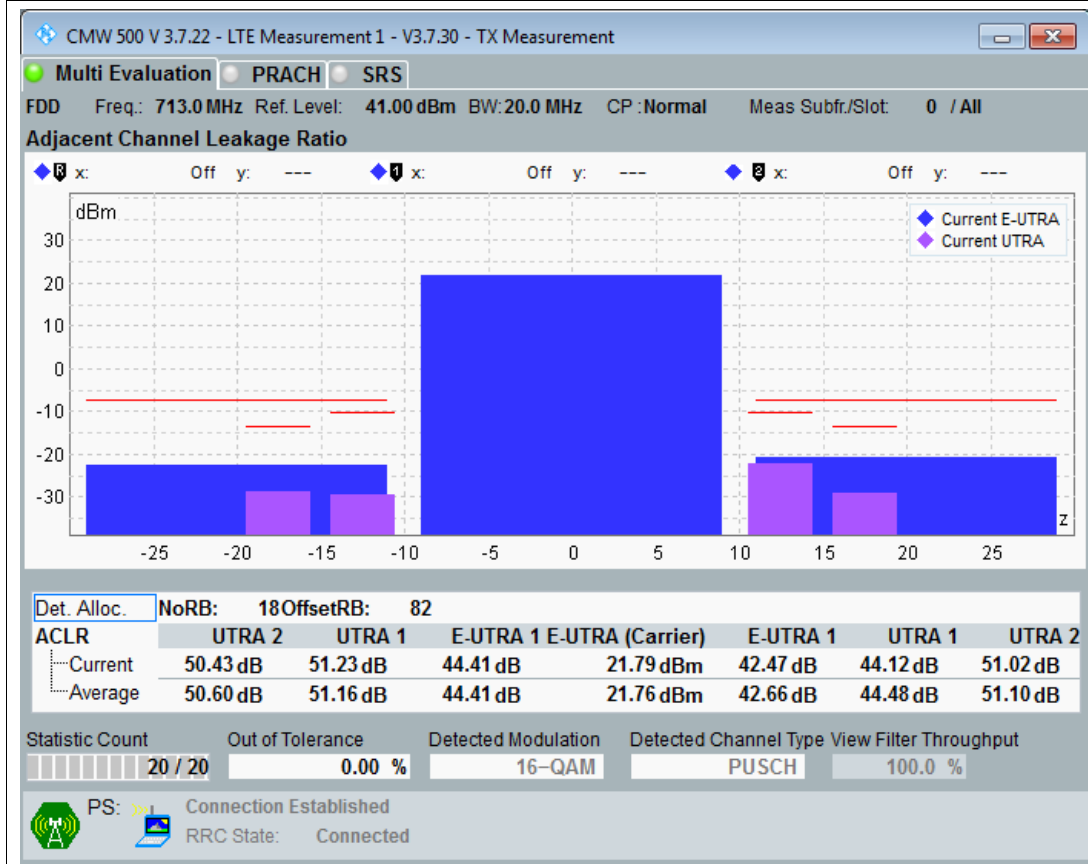 CMW 500 V 3.7.22 - LTE Measurement 1 - V3.7.30 - TX Measurement
Multi Evaluation PRACH SRS
FDD Freq.: 713.0 MHz Ref. Level: 41.00 dBm BW: 20.0 MHz CP : Normal Meas Subfr./Slot: 0 / All
Adjacent Channel Leakage Ratio
R x: Off y: --- 1 x: Off y: --- 2 x: Off y: ---
dBm
Current E-UTRA
Current UTRA
30
20
10
0
-10
-20
-30
z
-25 -20 -15 -10 -5 0 5 10 15 20 25
Det. Alloc. NoRB: 18 OffsetRB: 82
ACLR UTRA 2 UTRA 1 E-UTRA 1 E-UTRA (Carrier) E-UTRA 1 UTRA 1 UTRA 2
Current 50.43 dB 51.23 dB 44.41 dB 21.79 dBm 42.47 dB 44.12 dB 51.02 dB
Average 50.60 dB 51.16 dB 44.41 dB 21.76 dBm 42.66 dB 44.48 dB 51.10 dB
Statistic Count Out of Tolerance Detected Modulation Detected Channel Type View Filter Throughput
20 / 20 0.00 % 16-QAM PUSCH 100.0 %
PS: Connection Established
RRC State: Connected